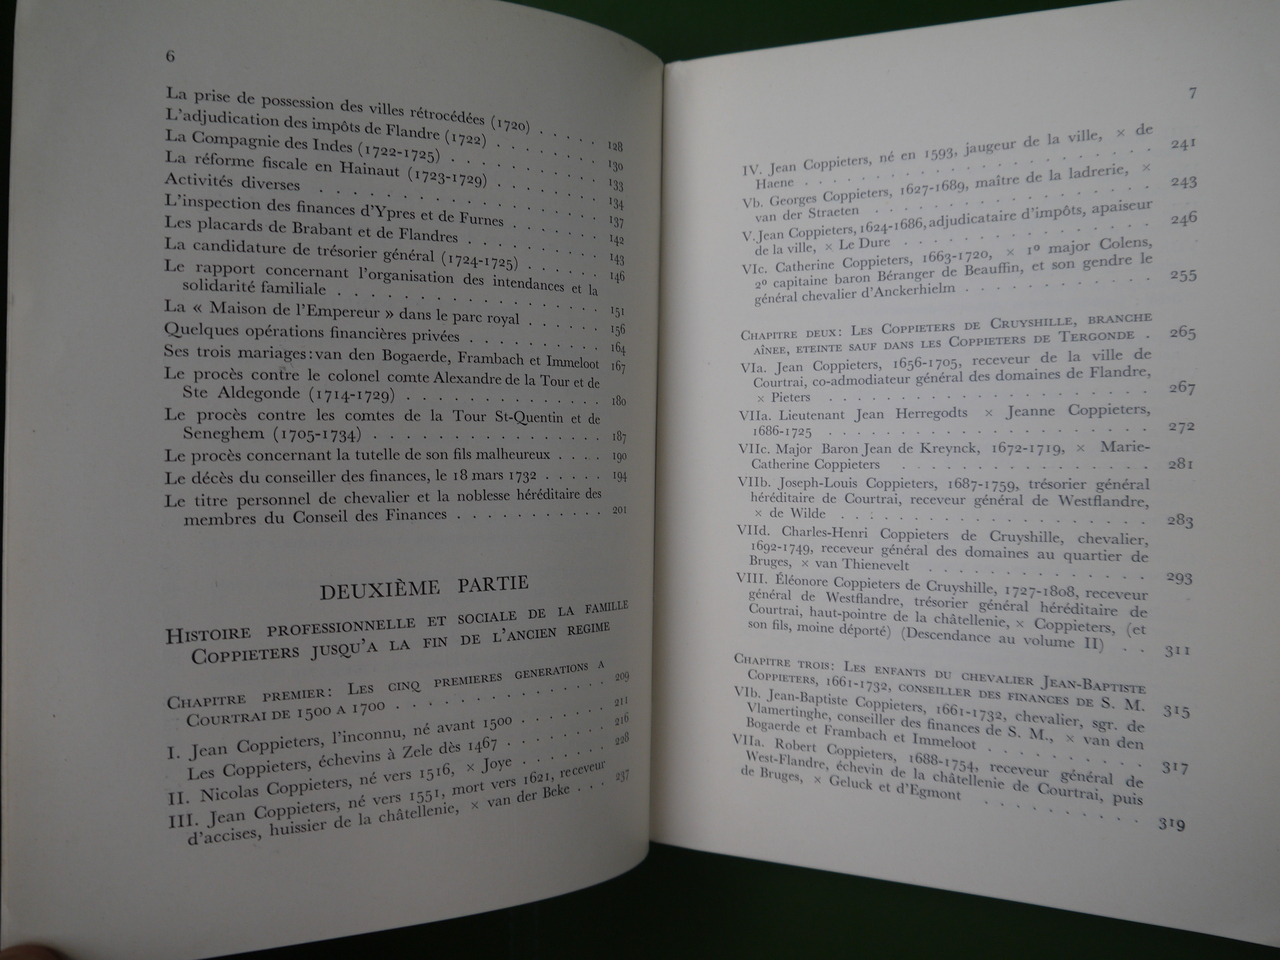 6
La prise de possession des villes rétrocédées (1720) . . . . . 128
L'adjudication des impôts de Flandre (1722) . . . . . . . . 130
La Compagnie des Indes (1722-1725) . . . . . . . . . . 133
La réforme fiscale en Hainaut (1723-1729) . . . . . . . . 134
Activités diverses . . . . . . . . . . . . . . . 137
L'inspection des finances d'Ypres et de Furnes . . . . . . . 142
Les placards de Brabant et de Flandres . . . . . . . . . 143
La candidature de trésorier général (1724-1725) . . . . . . 146
Le rapport concernant l'organisation des intendances et la
solidarité familiale . . . . . . . . . . . . . . . 151
La « Maison de l'Empereur » dans le parc royal . . . . . . 156
Quelques opérations financières privées . . . . . . . . . 164
Ses trois mariages: van den Bogaerde, Frambach et Immeloot 167
Le procès contre le colonel comte Alexandre de la Tour et de
Ste Aldegonde (1714-1729) . . . . . . . . . . . . 180
Le procès contre les comtes de la Tour St-Quentin et de
Seneghem (1705-1734) . . . . . . . . . . . . . . 187
Le procès concernant la tutelle de son fils malheureux . . . . 190
Le décès du conseiller des finances, le 18 mars 1732 . . . . . 194
Le titre personnel de chevalier et la noblesse héréditaire des
membres du Conseil des Finances . . . . . . . . . . 201
DEUXIÈME PARTIE
Histoire professionnelle et sociale de la famille
Coppieters jusqu'a la fin de l'ancien regime
Chapitre premier: Les cinq premieres generations a
Courtrai de 1500 a 1700 . . . . . . . . . . . . . 209
I. Jean Coppieters, l'inconnu, né avant 1500 . . . . . . . 211
Les Coppieters, échevins à Zele dès 1467 . . . . . . . . 216
II. Nicolas Coppieters, né vers 1516, × Joye . . . . . . . 228
III. Jean Coppieters, né vers 1551, mort vers 1621, receveur
d'accises, huissier de la châtellenie, × van der Beke . . . 237
7
IV. Jean Coppieters, né en 1593, jaugeur de la ville, × de
Haene . . . . . . . . . . . . . . . . . . 241
Vb. Georges Coppieters, 1627-1689, maître de la ladrerie, ×
van der Straeten . . . . . . . . . . . . . . . 243
V. Jean Coppieters, 1624-1686, adjudicataire d'impôts, apaiseur
de la ville, × Le Dure . . . . . . . . . . . . . 246
VIc. Catherine Coppieters, 1663-1720, × 1º major Colens,
2º capitaine baron Béranger de Beauffin, et son gendre le
général chevalier d'Anckerhielm . . . . . . . . . . 255
Chapitre deux: Les Coppieters de Cruyshille, branche
aînee, eteinte sauf dans les Coppieters de Tergonde . 265
VIa. Jean Coppieters, 1656-1705, receveur de la ville de
Courtrai, co-admodiateur général des domaines de Flandre,
× Pieters . . . . . . . . . . . . . . . . . 267
VIIa. Lieutenant Jean Herregodts × Jeanne Coppieters,
1686-1725 . . . . . . . . . . . . . . . . . 272
VIIc. Major Baron Jean de Kreynck, 1672-1719, × Marie-
Catherine Coppieters . . . . . . . . . . . . . . 281
VIIb. Joseph-Louis Coppieters, 1687-1759, trésorier général
héréditaire de Courtrai, receveur général de Westflandre,
× de Wilde . . . . . . . . . . . . . . . . 283
VIId. Charles-Henri Coppieters de Cruyshille, chevalier,
1692-1749, receveur général des domaines au quartier de
Bruges, × van Thienevelt . . . . . . . . . . . . 293
VIII. Éléonore Coppieters de Cruyshille, 1727-1808, receveur
général de Westflandre, trésorier général héréditaire de
Courtrai, haut-pointre de la châtellenie, × Coppieters, (et
son fils, moine déporté) (Descendance au volume II) . . 311
Chapitre trois: Les enfants du chevalier Jean-Baptiste
Coppieters, 1661-1732, conseiller des finances de S. M. 315
VIb. Jean-Baptiste Coppieters, 1661-1732, chevalier, sgr. de
Vlamertinghe, conseiller des finances de S. M., × van den
Bogaerde et Frambach et Immeloot . . . . . . . . . 317
VIIa. Robert Coppieters, 1688-1754, receveur général de
West-Flandre, échevin de la châtellenie de Courtrai, puis
de Bruges, × Geluck et d'Egmont . . . . . . . . . 319